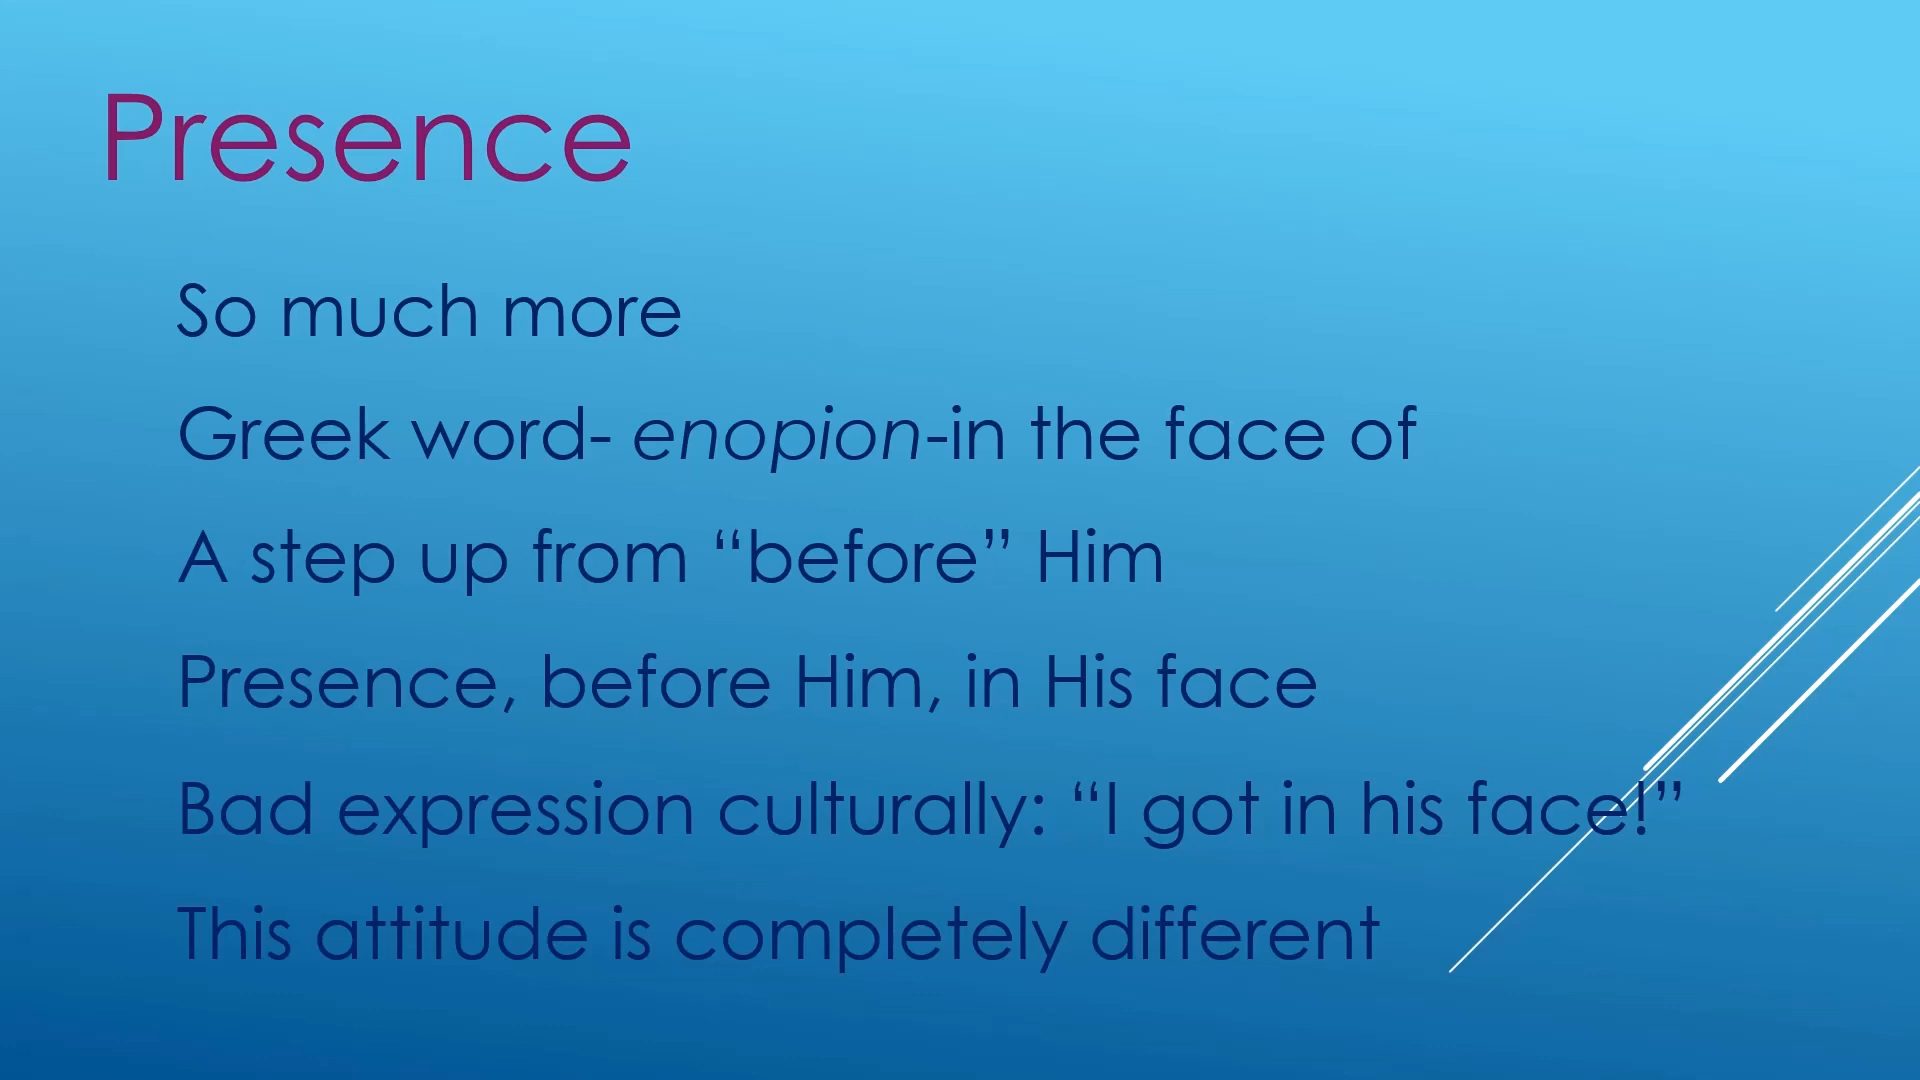 Presence
So much more
Greek word- enopion-in the face of
A step up from “before” Him
Presence, before Him, in His face
Bad expression culturally: “I got in his face!”
This attitude is completely different